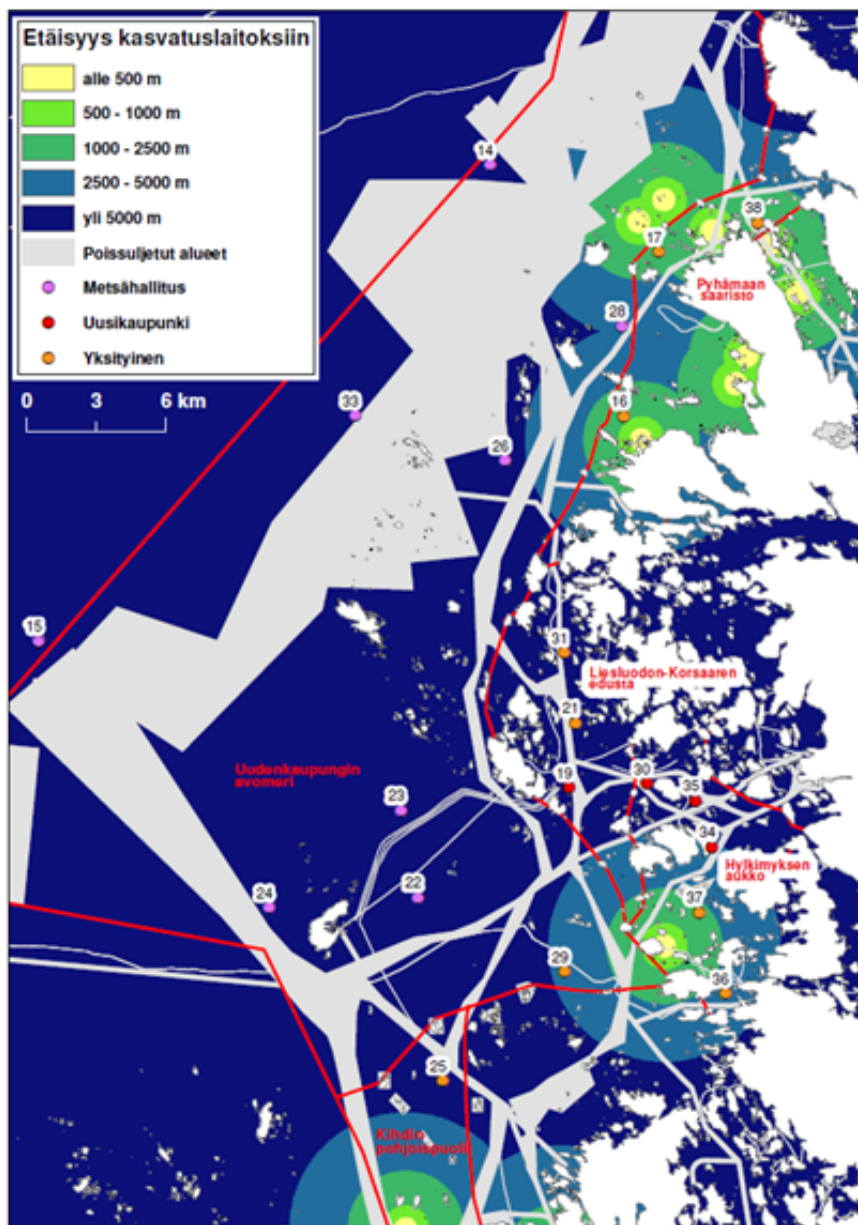 Etäisyys kasvatuslaitoksiin
alle 500 m
500 - 1000 m
1000 - 2500 m
2500 - 5000 m
yli 5000 m
Poissuljetut alueet
Metsähallitus
Uusikaupunki
Yksityinen
0 3 6 km
14
38
17
Pyhämaan
saaristo
28
33
16
26
15
31
Liesluodon-Korsaaren
edusta
21
Uudenkaupungin
avomeri
19
30
35
23
34
Hylkimyksen
aukko
24
22
37
29
36
25
Kihdin
pohjoispuoli